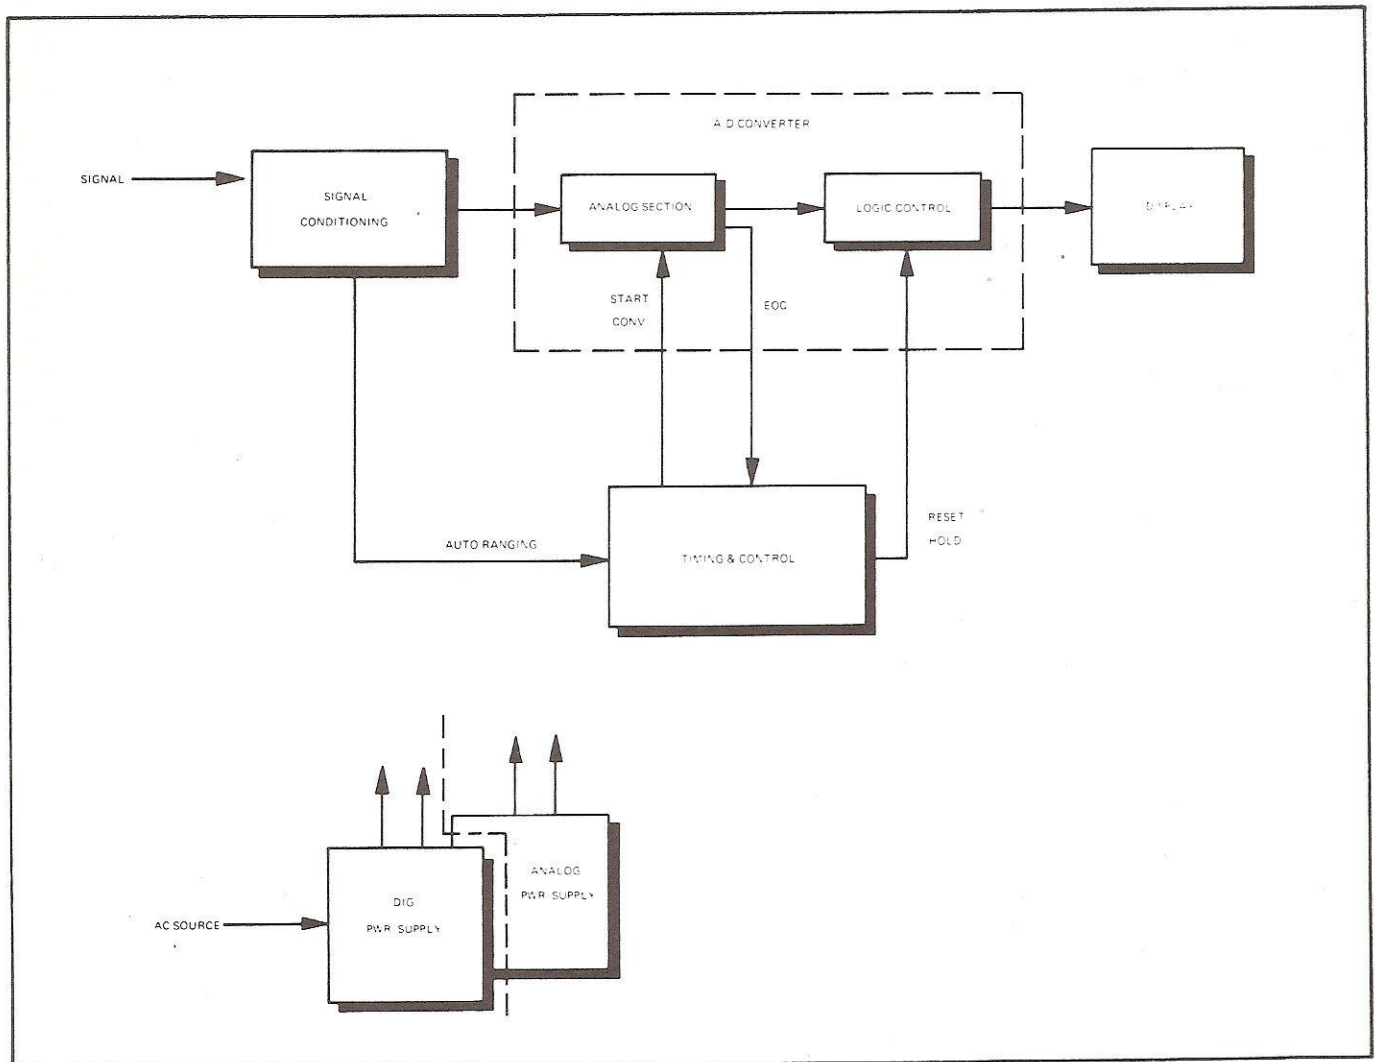 A-D CONVERTER
SIGNAL
SIGNAL
CONDITIONING
ANALOG SECTION
LOGIC CONTROL
DISPLAY
START
CONV
EOC
RESET
HOLD
AUTO RANGING
TIMING & CONTROL
ANALOG
PWR SUPPLY
DIG
PWR SUPPLY
AC SOURCE